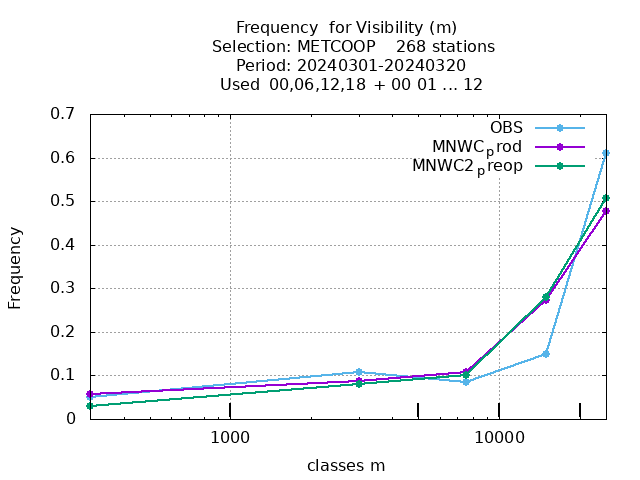 Frequency  for Visibility (m)
Selection: METCOOP    268 stations
Period: 20240301-20240320
Used 00,06,12,18 + 00 01 ... 12
OBS
MNWCprod
MNWC2preop
0.7
0.6
0.5
0.4
0.3
0.2
0.1
0
Frequency
1000
10000
classes m